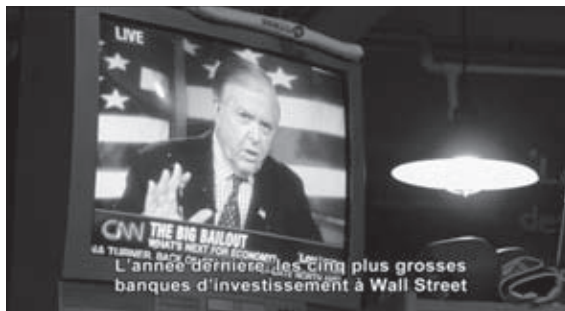 LIVE
CNN THE BIG BAILOUT
WHAT'S NEXT FOR ECONOMY
TURNER, BACK
L'année dernière, les cinq plus grosses
banques d'investissement à Wall Street